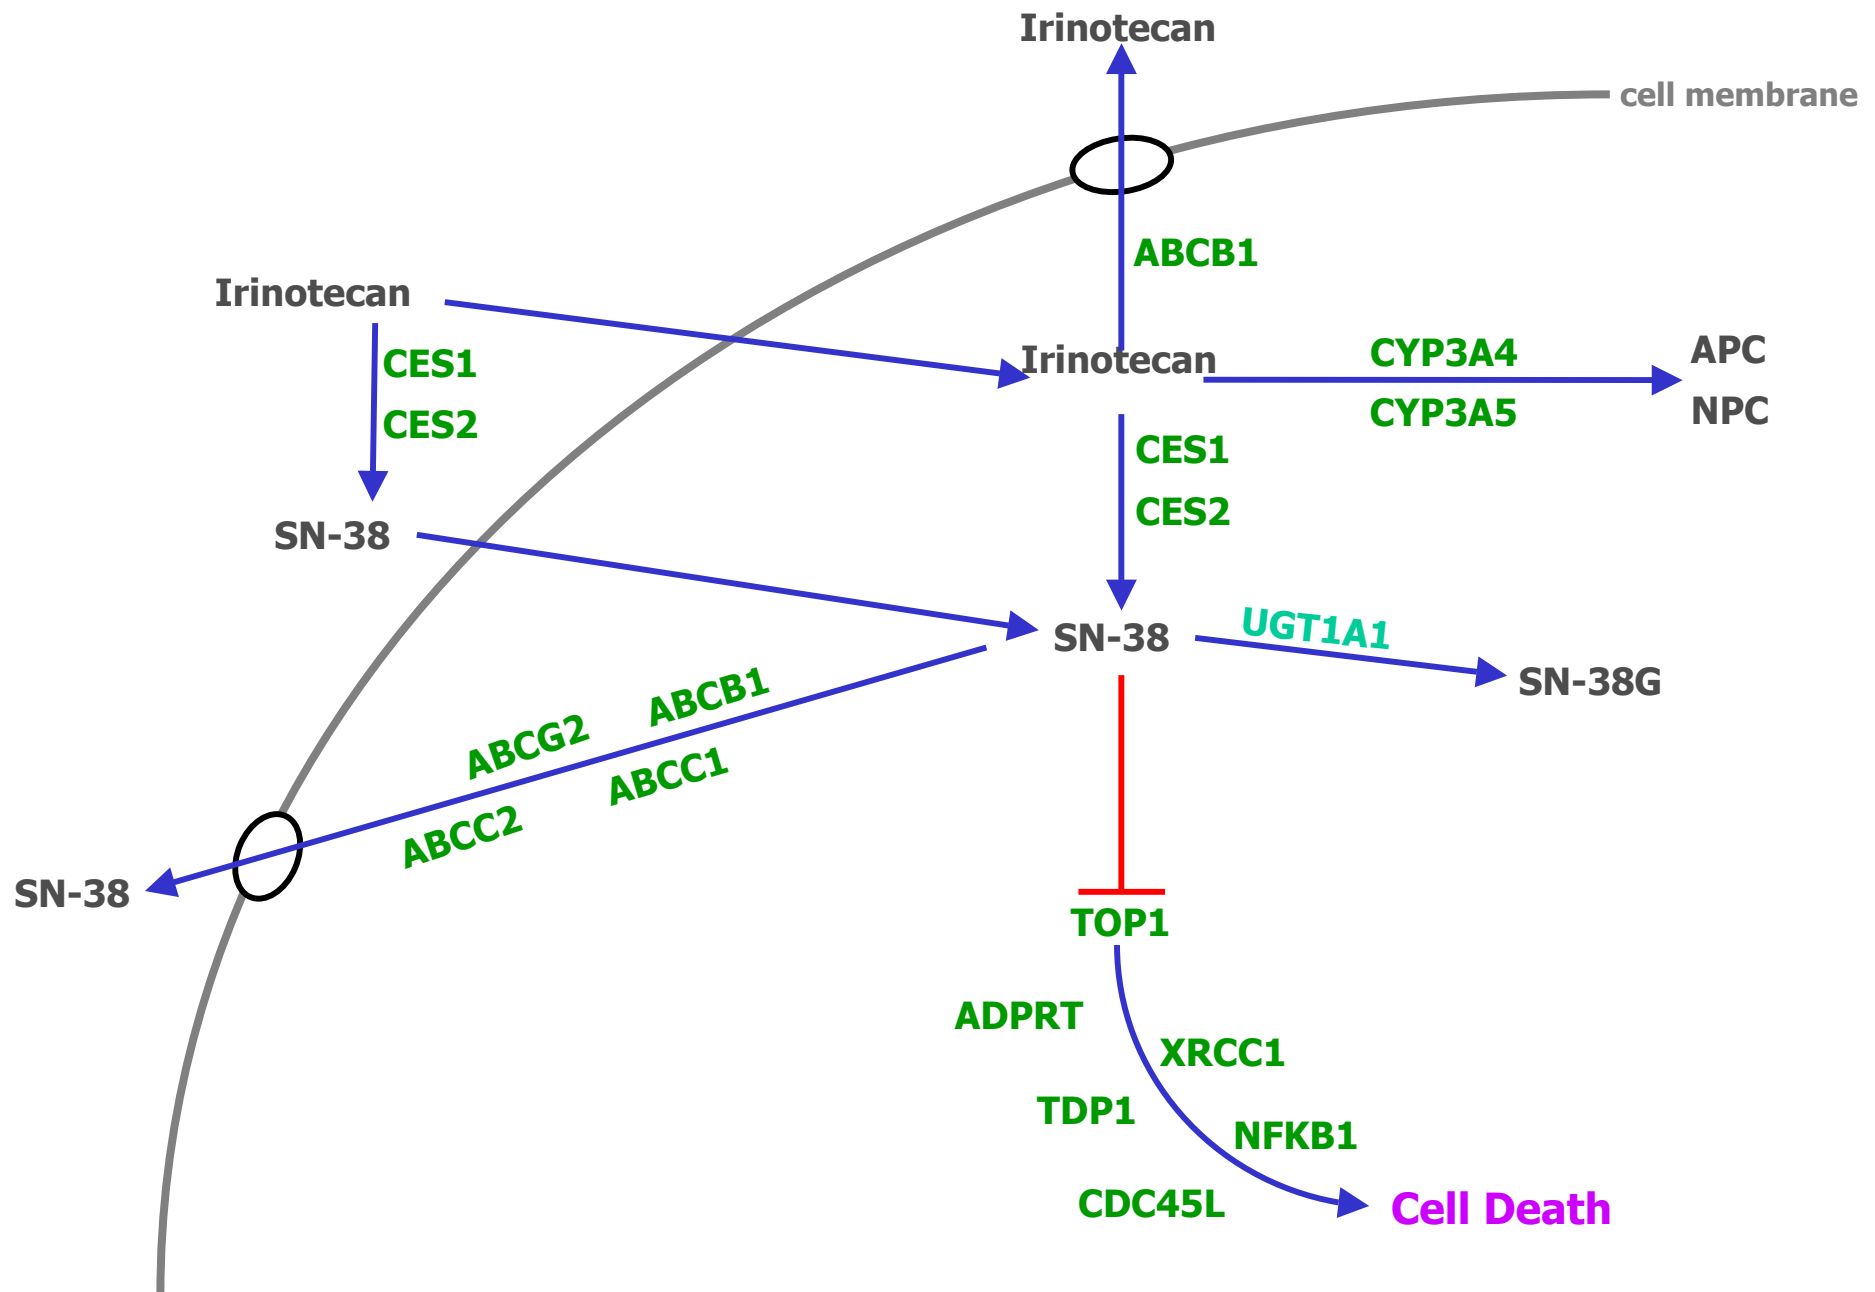 Irinotecan
cell membrane
ABCB1
Irinotecan
CES1
CES2
Irinotecan
CYP3A4
CYP3A5
APC
NPC
CES1
CES2
SN-38
SN-38
UGT1A1
SN-38G
ABCB1
ABCG2
ABCC1
ABCC2
SN-38
TOP1
ADPRT
XRCC1
TDP1
NFKB1
CDC45L
Cell Death